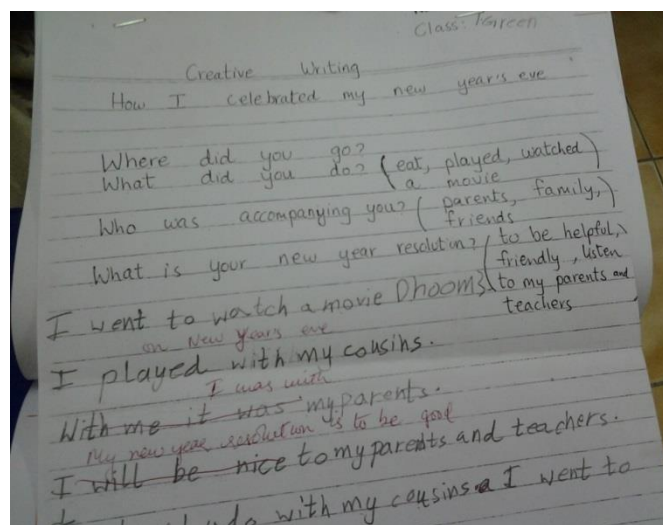 Class: 1Green
Creative Writing
How I celebrated my new year's eve
Where did you go?
What did you do? (eat, played, watched
a movie)
Who was accompanying you? (parents, family,
friends)
What is your new year resolution? (to be helpful,
friendly, listen
to my parents and
teachers
I went to watch a movie Dhooms
on New Years eve
I played with my cousins.
I was with
With me it was my parents.
My new year resolution is to be good
I will be nice to my parents and teachers.
with my cousins. I went to